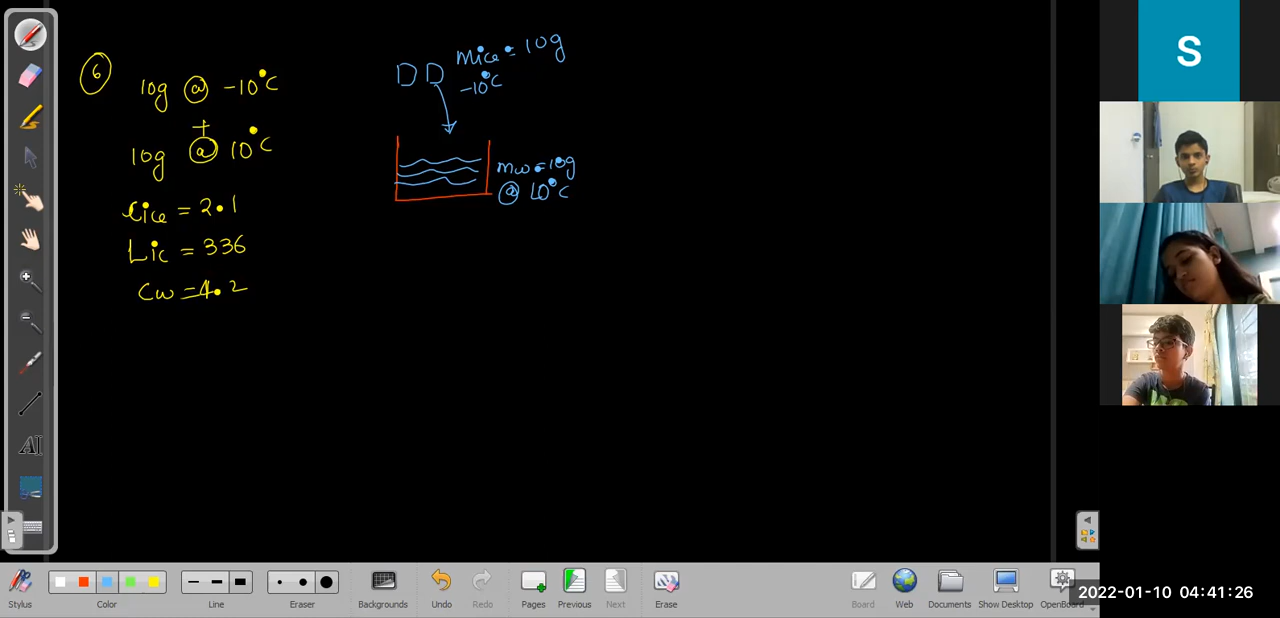 6
10g @ -10°C
+
10g @ 10°C
Cice = 2.1
Lic = 336
Cw = 4.2
Mice = 10g
-10°C
mw = 10g
@ 10°C
S
AI
Stylus
Color
Line
Eraser
Backgrounds
Undo
Redo
Pages
Previous
Next
Erase
Board
Web
Documents
Show Desktop
OpenBoard
2022-01-10 04:41:26